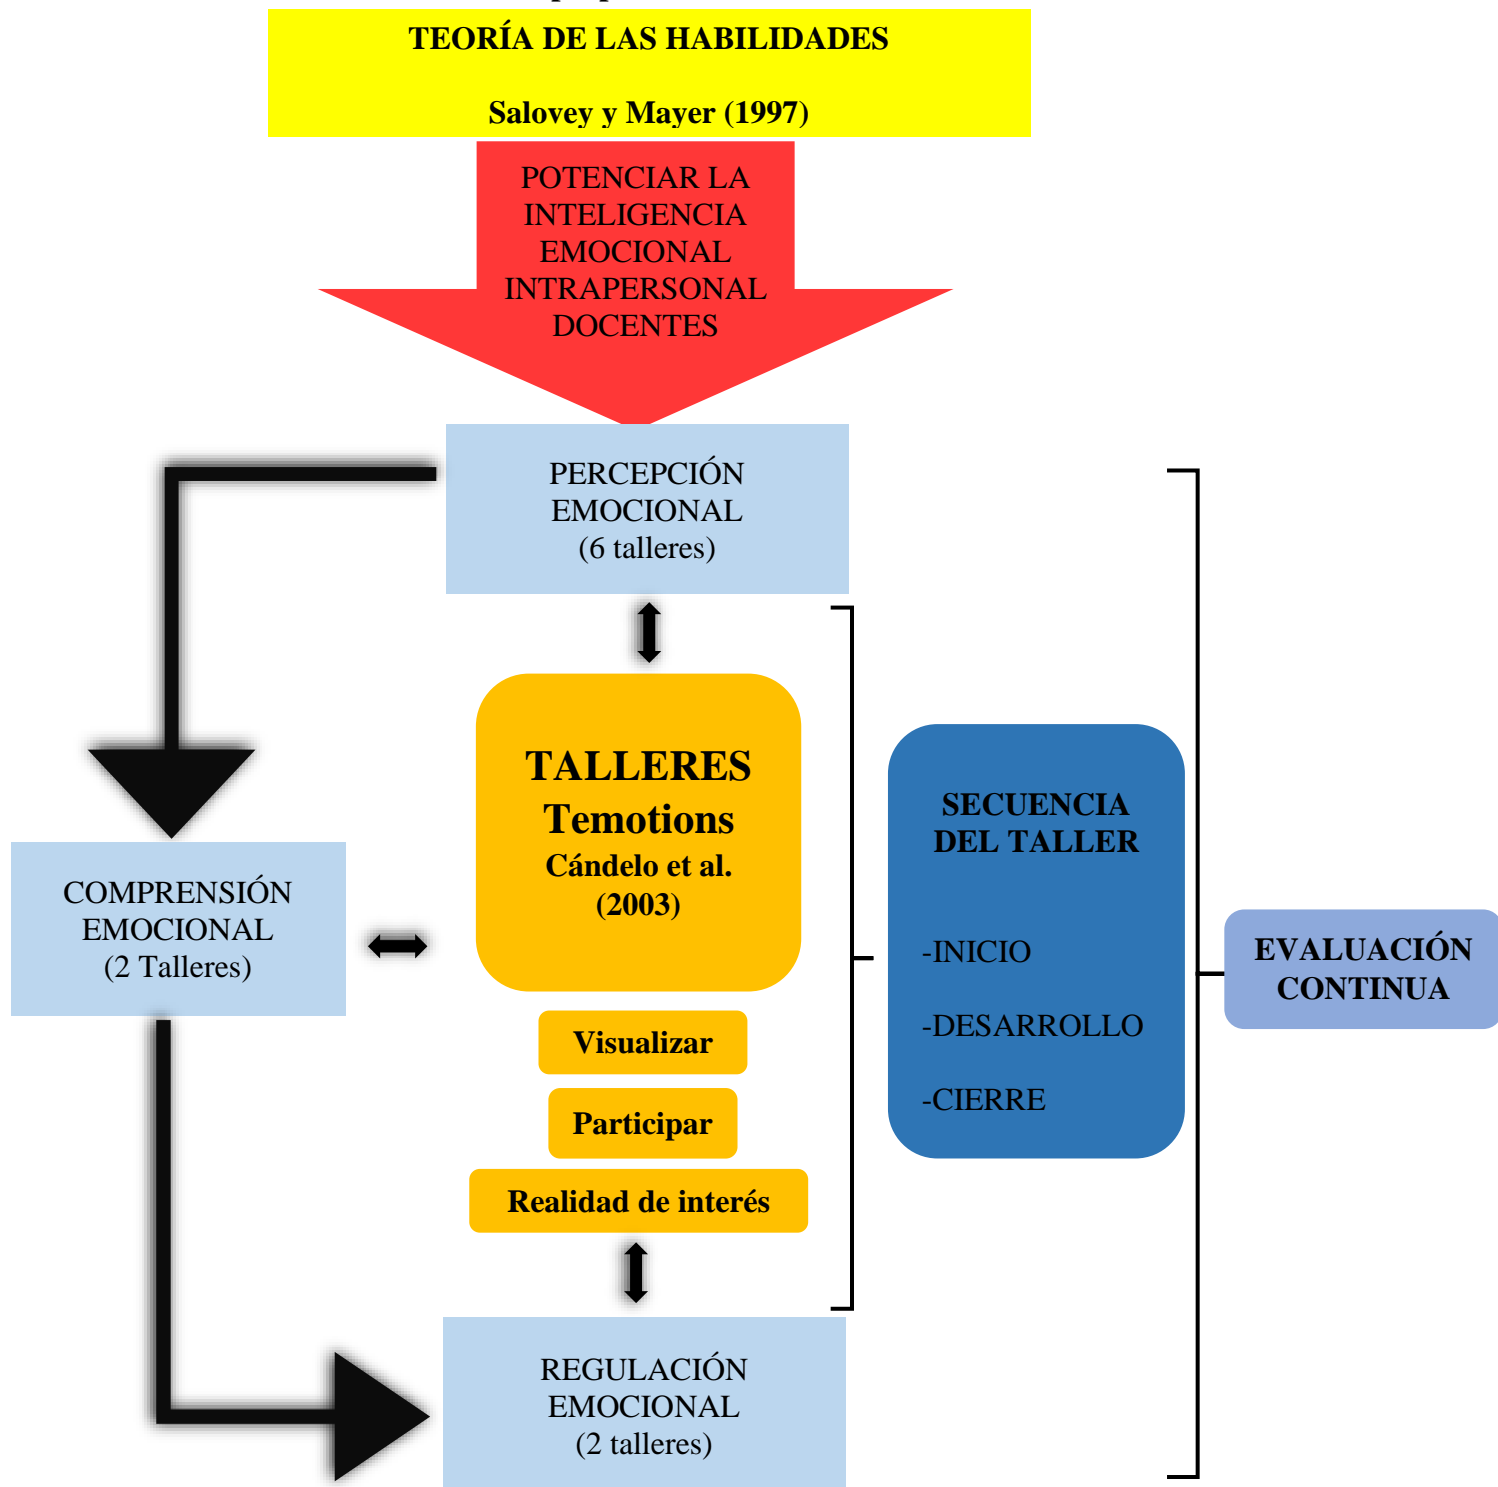 TEORÍA DE LAS HABILIDADES
Salovey y Mayer (1997)
POTENCIAR LA
INTELIGENCIA
EMOCIONAL
INTRAPERSONAL
DOCENTES
PERCEPCIÓN
EMOCIONAL
(6 talleres)
TALLERES
Temotions
Cándelo et al.
(2003)
SECUENCIA
DEL TALLER
-INICIO
-DESARROLLO
-CIERRE
COMPRENSIÓN
EMOCIONAL
(2 Talleres)
EVALUACIÓN
CONTINUA
Visualizar
Participar
Realidad de interés
REGULACIÓN
EMOCIONAL
(2 talleres)